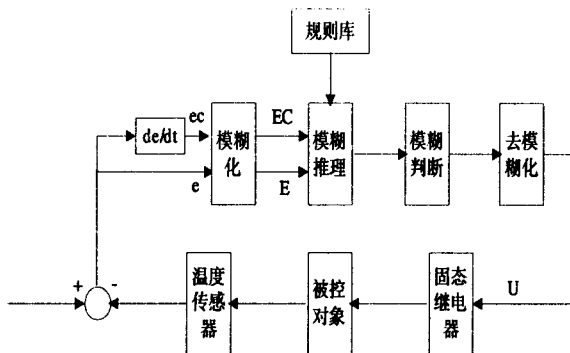 规则库
de/dt
ec
e
模糊
化
EC
E
模糊
推理
模糊
判断
去模
糊化
+
-
温度
传感
器
被控
对象
固态
继电
器
U